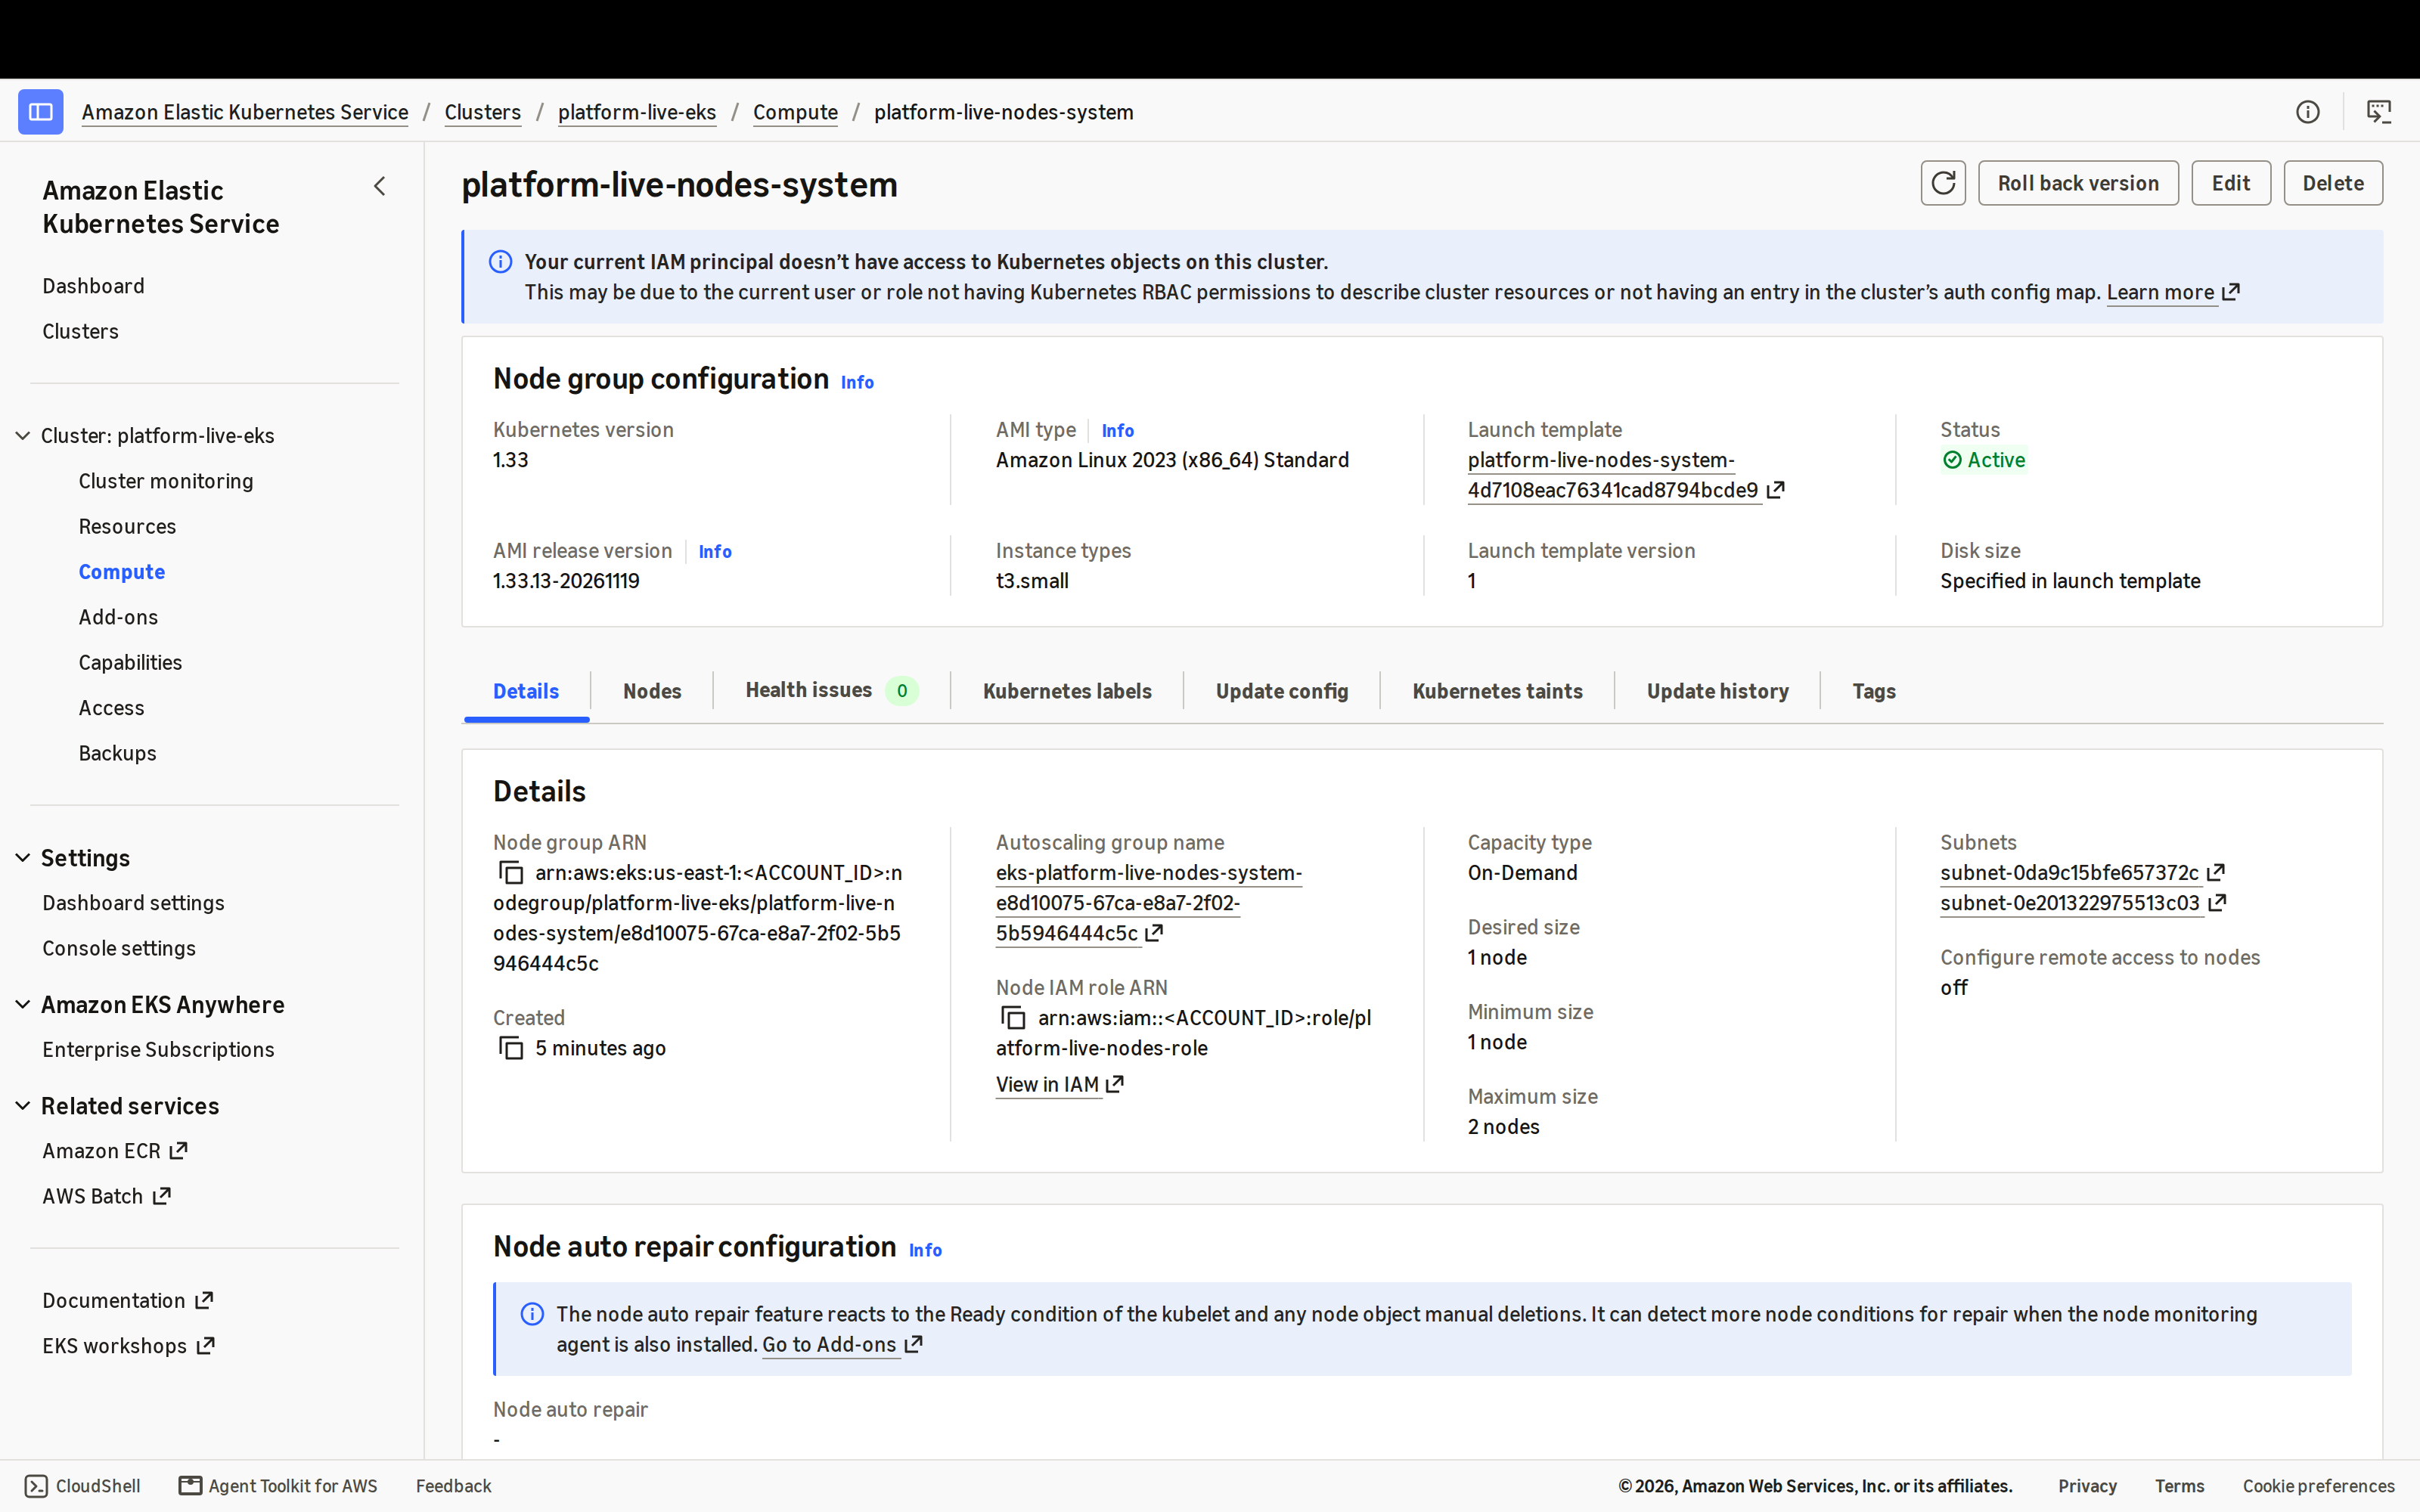 Amazon Elastic Kubernetes Service / Clusters / platform-live-eks / Compute / platform-live-nodes-system
Amazon Elastic
Kubernetes Service
Dashboard
Clusters
Cluster: platform-live-eks
Cluster monitoring
Resources
Compute
Add-ons
Capabilities
Access
Backups
Settings
Dashboard settings
Console settings
Amazon EKS Anywhere
Enterprise Subscriptions
Related services
Amazon ECR
AWS Batch
Documentation
EKS workshops
platform-live-nodes-system
Roll back version
Edit
Delete
Your current IAM principal doesn't have access to Kubernetes objects on this cluster.
This may be due to the current user or role not having Kubernetes RBAC permissions to describe cluster resources or not having an entry in the cluster's auth config map. Learn more
Node group configuration Info
Kubernetes version
1.33
AMI type Info
Amazon Linux 2023 (x86_64) Standard
Launch template
platform-live-nodes-system-
4d7108eac76341cad8794bcde9
Status
Active
AMI release version Info
1.33.13-20261119
Instance types
t3.small
Launch template version
1
Disk size
Specified in launch template
Details
Nodes
Health issues 0
Kubernetes labels
Update config
Kubernetes taints
Update history
Tags
Details
Node group ARN
arn:aws:eks:us-east-1:<ACCOUNT_ID>:n
odegroup/platform-live-eks/platform-live-n
odes-system/e8d10075-67ca-e8a7-2f02-5b5
946444c5c
Created
5 minutes ago
Autoscaling group name
eks-platform-live-nodes-system-
e8d10075-67ca-e8a7-2f02-
5b5946444c5c
Node IAM role ARN
arn:aws:iam::<ACCOUNT_ID>:role/pl
atform-live-nodes-role
View in IAM
Capacity type
On-Demand
Desired size
1 node
Minimum size
1 node
Maximum size
2 nodes
Subnets
subnet-0da9c15bfe657372c
subnet-0e201322975513c03
Configure remote access to nodes
off
Node auto repair configuration Info
The node auto repair feature reacts to the Ready condition of the kubelet and any node object manual deletions. It can detect more node conditions for repair when the node monitoring
agent is also installed. Go to Add-ons
Node auto repair
-
CloudShell
Agent Toolkit for AWS
Feedback
© 2026, Amazon Web Services, Inc. or its affiliates.
Privacy
Terms
Cookie preferences